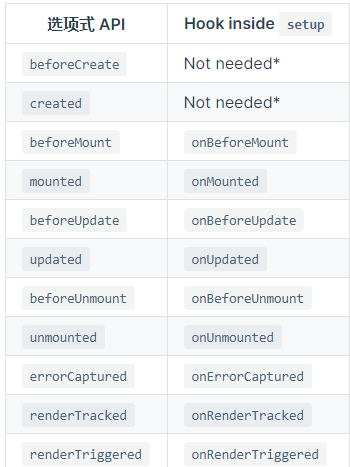 选项式 API Hook inside setup
beforeCreate Not needed*
created Not needed*
beforeMount onBeforeMount
mounted onMounted
beforeUpdate onBeforeUpdate
updated onUpdated
beforeUnmount onBeforeUnmount
unmounted onUnmounted
errorCaptured onErrorCaptured
renderTracked onRenderTracked
renderTriggered onRenderTriggered